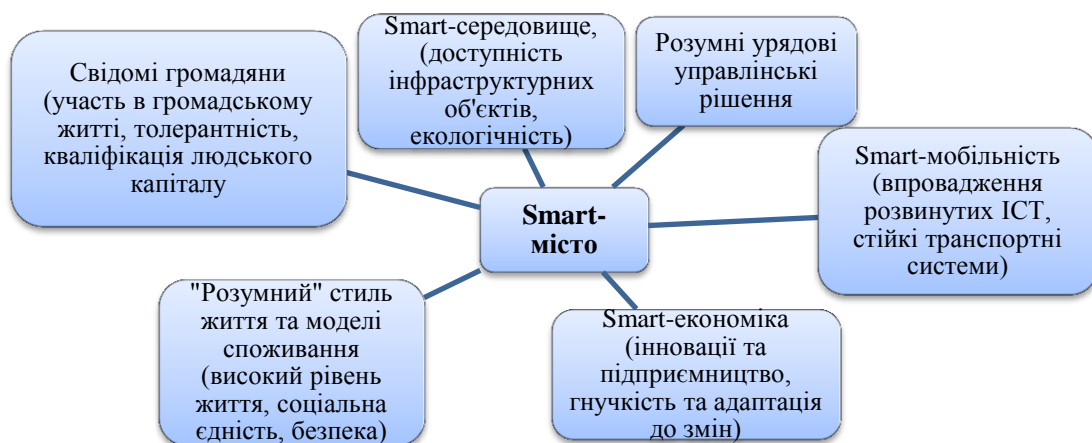 Свідомі громадяни
(участь в громадському
житті, толерантність,
кваліфікація людського
капіталу
Smart-середовище,
(доступність
інфраструктурних
об'єктів,
екологічність)
Розумні урядові
управлінські
рішення
Smart-мобільність
(впровадження
розвинутих ICT,
стійкі транспортні
системи)
Smart-
місто
"Розумний" стиль
життя та моделі
споживання
(високий рівень
життя, соціальна
єдність, безпека)
Smart-економіка
(інновації та
підприємництво,
гнучкість та адаптація
до змін)